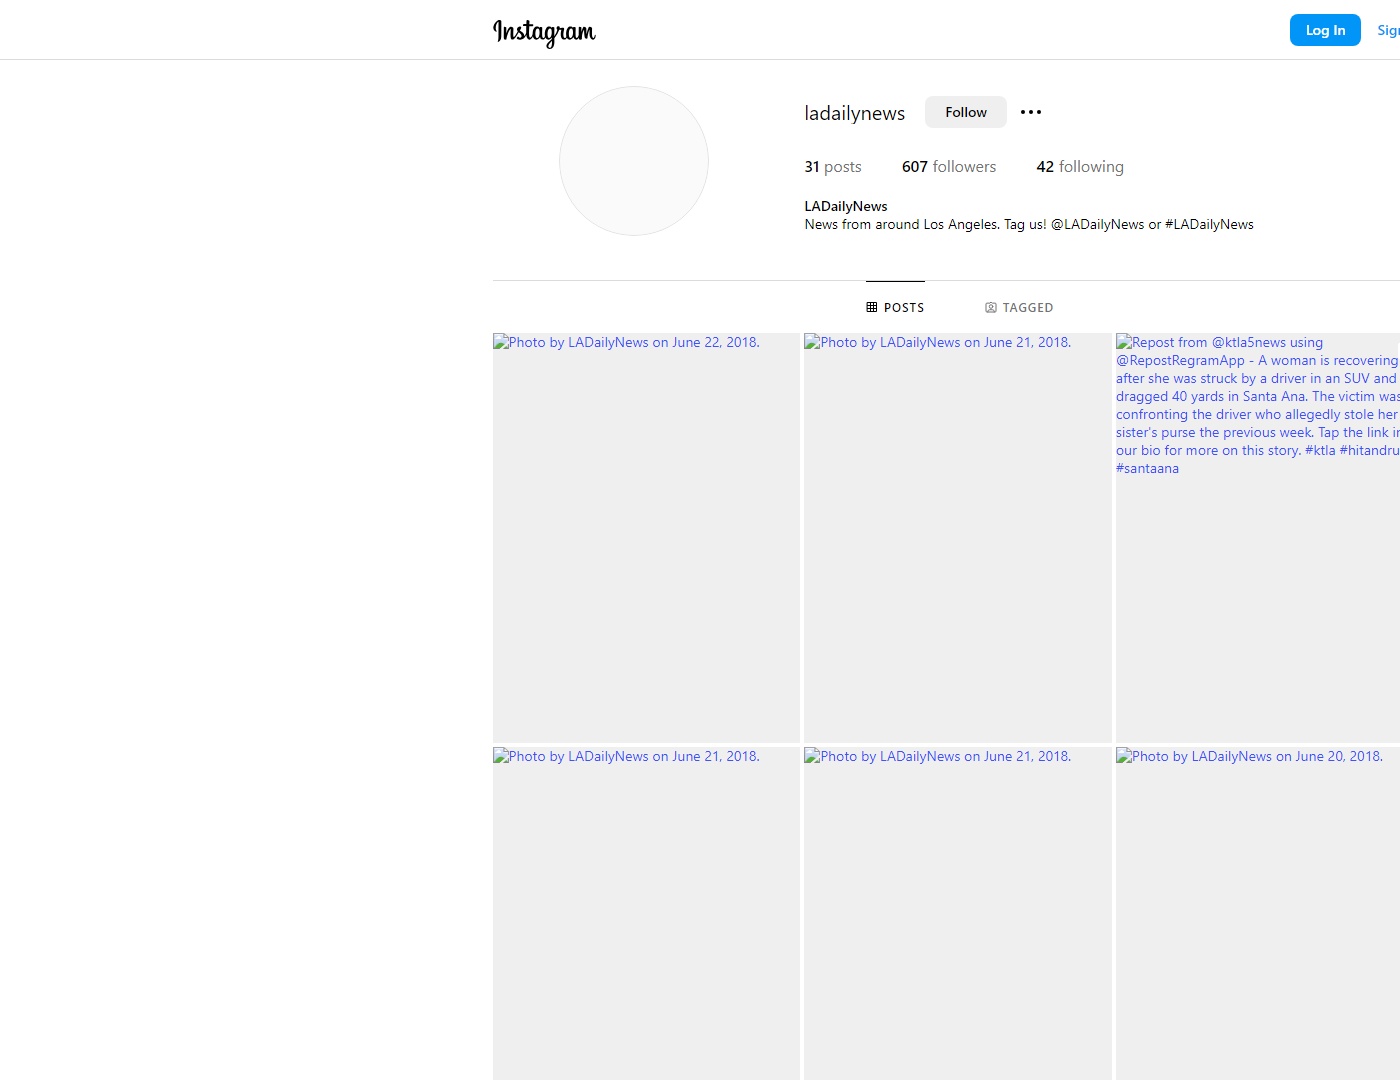 Instagram
Log In
ladailynews
Follow
31 posts
607 followers
42 following
LADailyNews
News from around Los Angeles. Tag us! @LADailyNews or #LADailyNews
POSTS
TAGGED
Photo by LADailyNews on June 22, 2018.
Photo by LADailyNews on June 21, 2018.
Repost from @ktla5news using
@RepostRegramApp - A woman is recovering
after she was struck by a driver in an SUV and
dragged 40 yards in Santa Ana. The victim was
confronting the driver who allegedly stole her
sister's purse the previous week. Tap the link in
our bio for more on this story. #ktla
#santaana
Photo by LADailyNews on June 21, 2018.
Photo by LADailyNews on June 21, 2018.
Photo by LADailyNews on June 20, 2018.